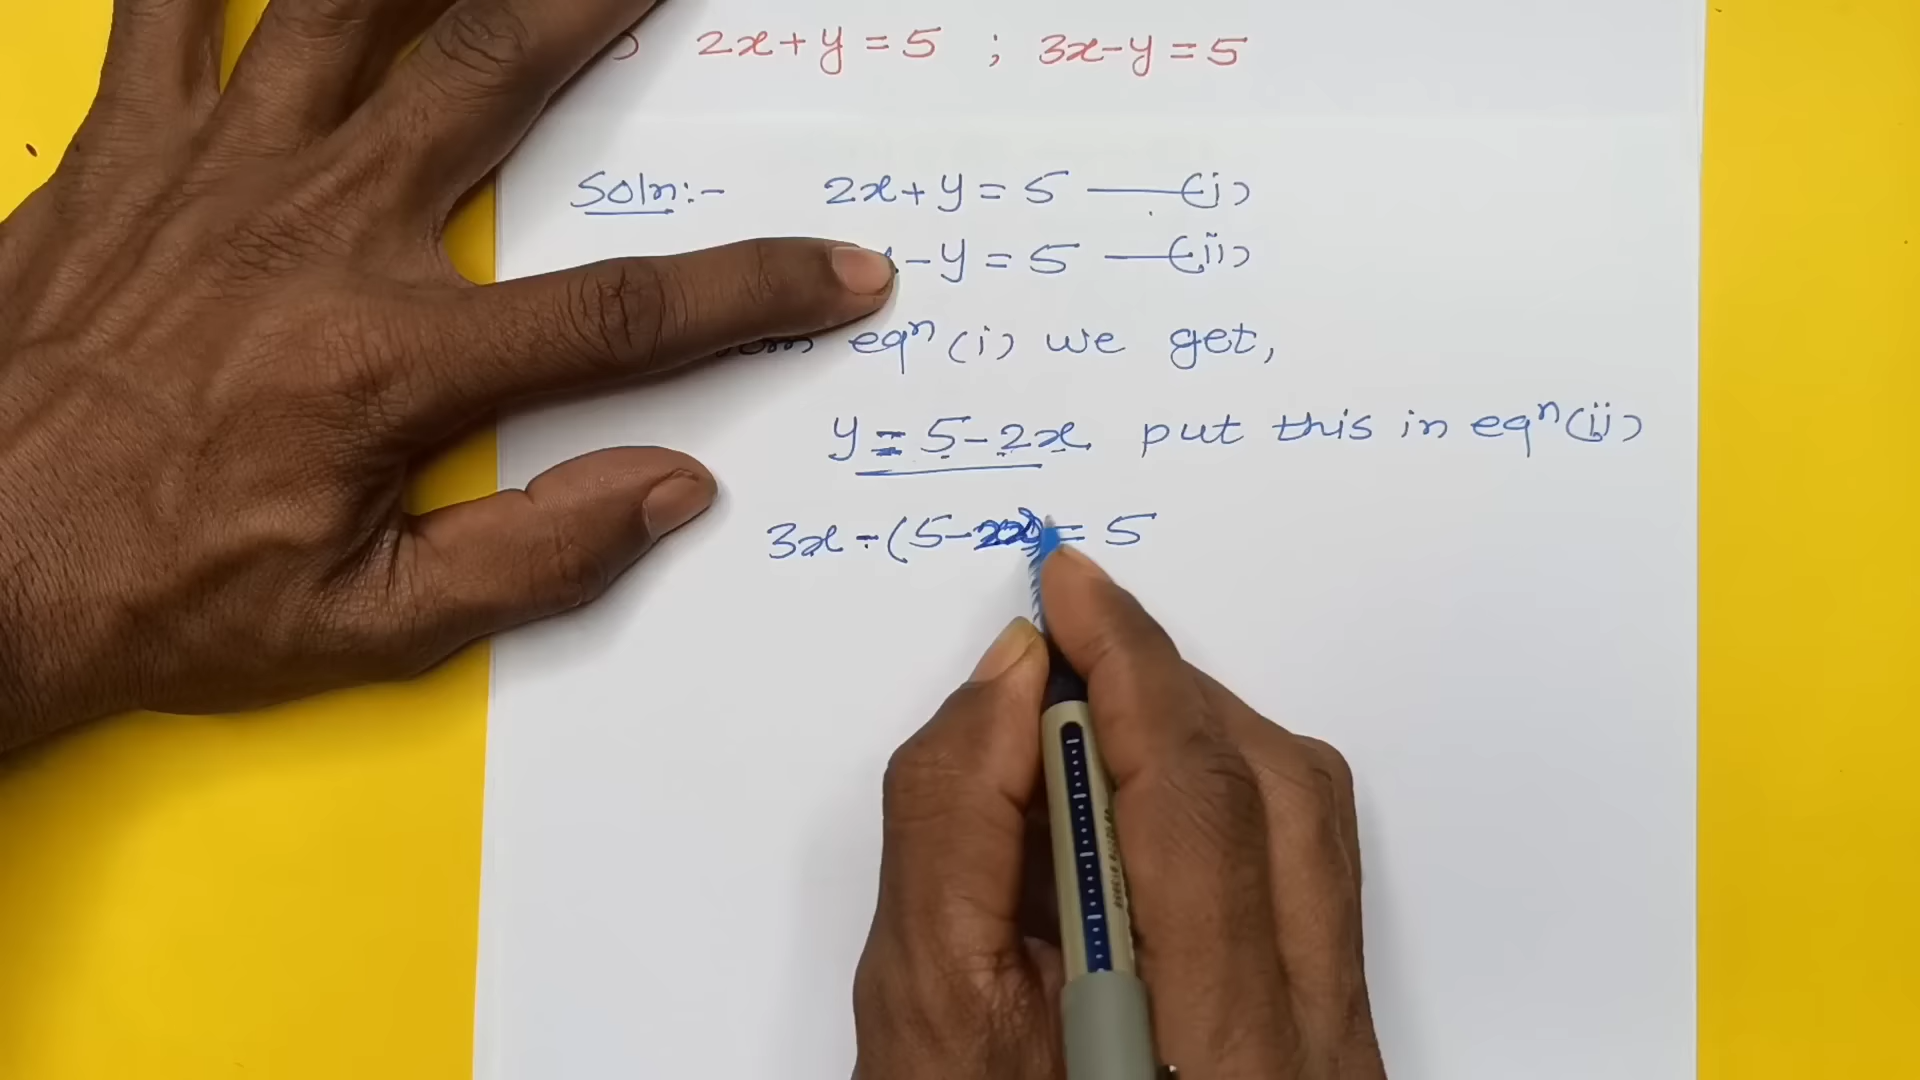 2x+y=5 ; 3x-y=5
Soln:- 2x+y=5 —(i)
-y=5 —(ii)
eqⁿ(i) we get,
y=5-2x put this in eqⁿ(ii)
3x-(5-2x)=5